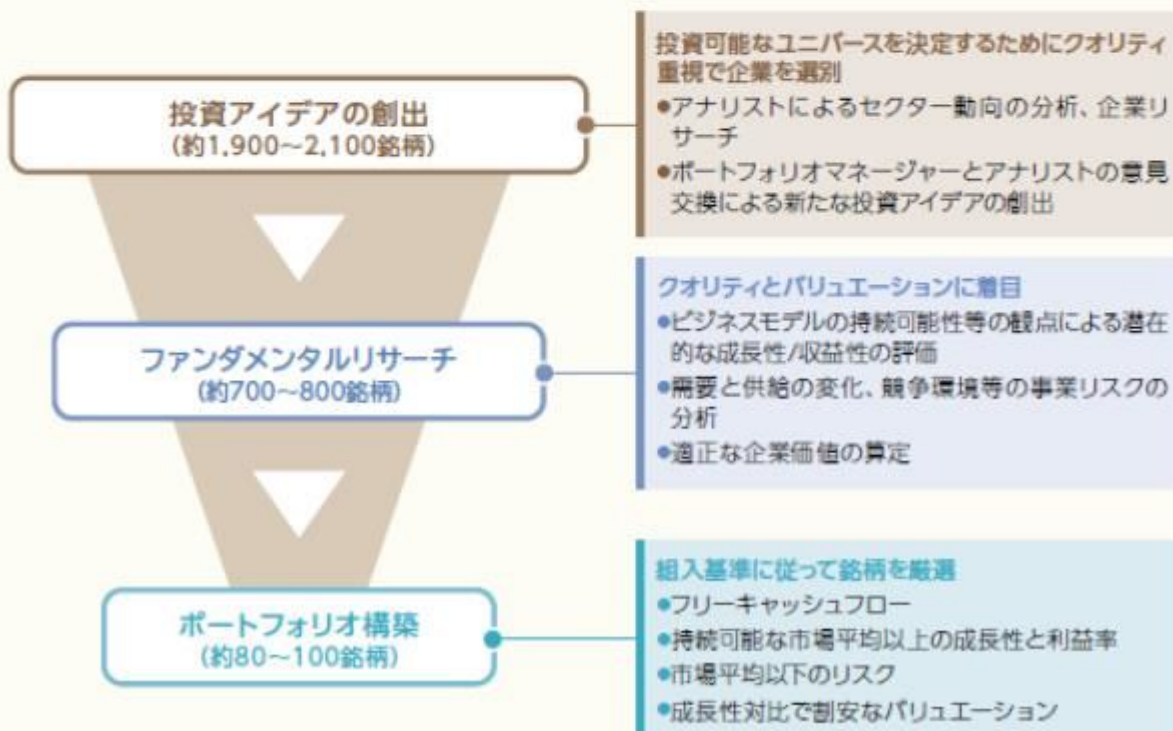 投資アイデアの創出
(約1,900～2,100銘柄)
投資可能なユニバースを決定するためにクオリティ
重視で企業を選別
●アナリストによるセクター動向の分析、企業リ
サーチ
●ポートフォリオマネージャーとアナリストの意見
交換による新たな投資アイデアの創出
ファンダメンタルリサーチ
(約700～800銘柄)
クオリティとバリュエーションに着目
●ビジネスモデルの持続可能性等の観点による潜在
的な成長性/収益性の評価
●需要と供給の変化、競争環境等の事業リスクの
分析
●適正な企業価値の算定
ポートフォリオ構築
(約80～100銘柄)
組入基準に従って銘柄を厳選
●フリーキャッシュフロー
●持続可能な市場平均以上の成長性と利益率
●市場平均以下のリスク
●成長性対比で割安なバリュエーション